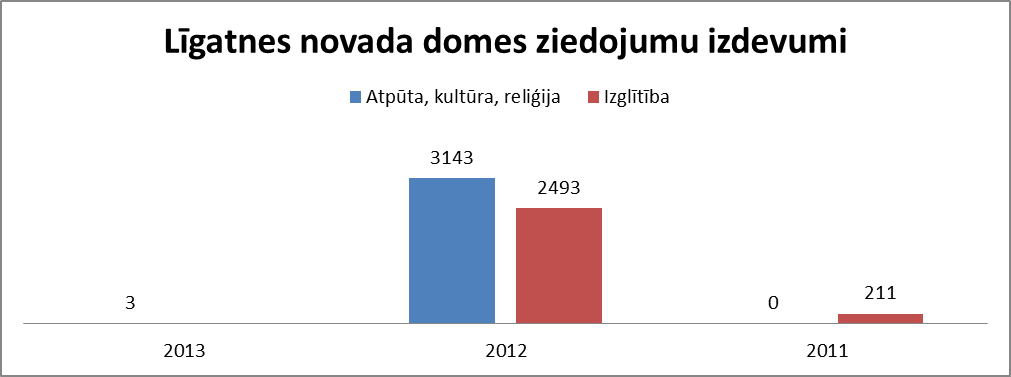 Līgatnes novada domes ziedojumu izdevumi
Atpūta, kultūra, reliģija Izglītība
3143
2493
3
0
211
2013 2012 2011